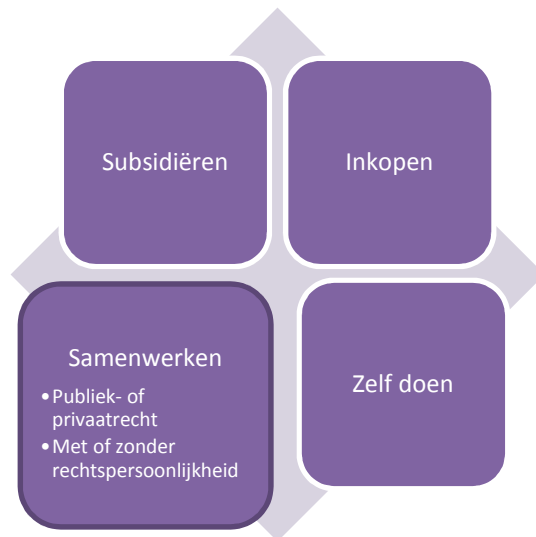 Subsidiëren
Inkopen
Samenwerken
•Publiek- of
privaatrecht
•Met of zonder
rechtspersoonlijkheid
Zelf doen